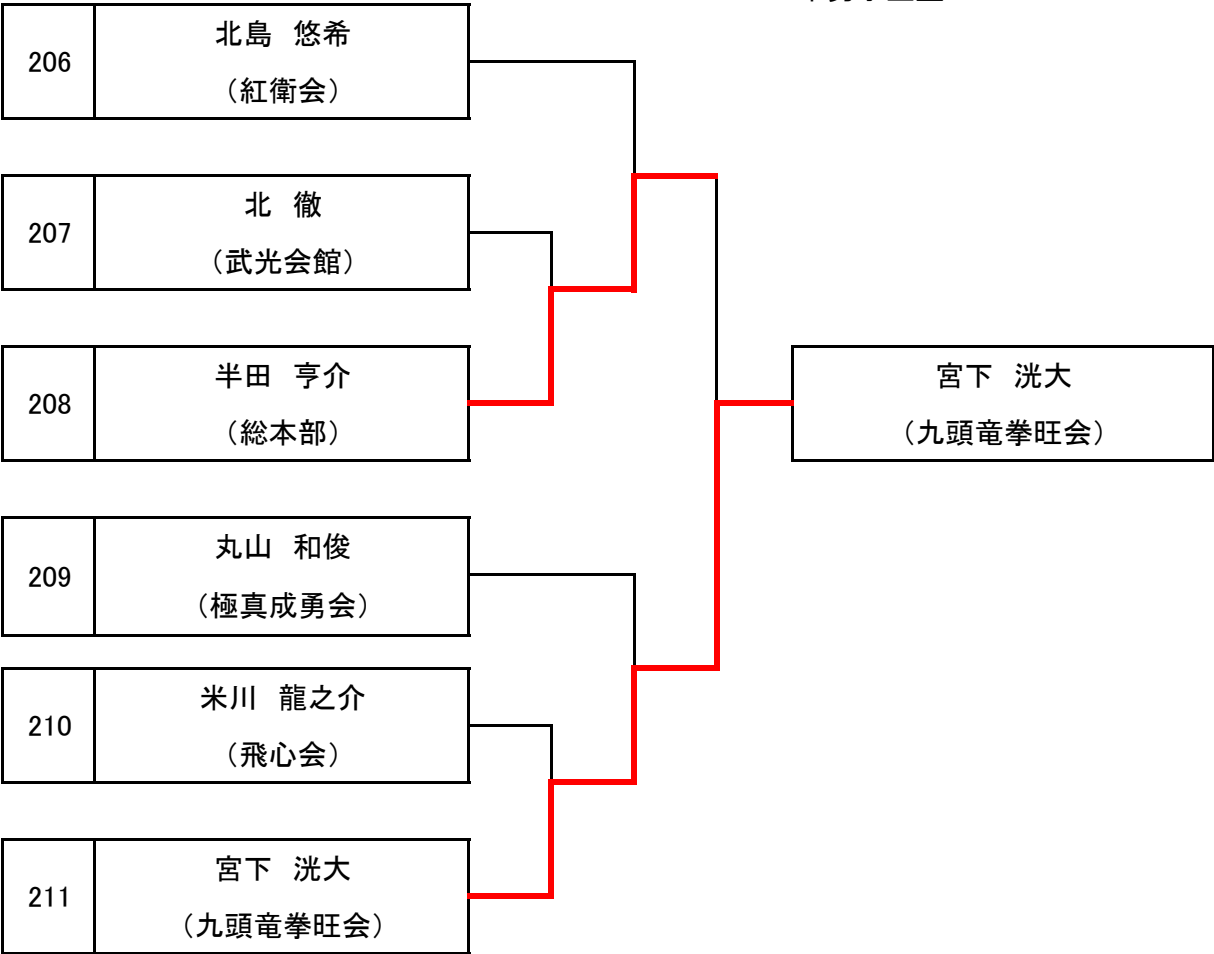 206
北島 悠希
（紅衛会）
207
北 徹
（武光会館）
208
半田 亨介
（総本部）
宮下 洸大
（九頭竜拳旺会）
209
丸山 和俊
（極真成勇会）
210
米川 龍之介
（飛心会）
211
宮下 洸大
（九頭竜拳旺会）